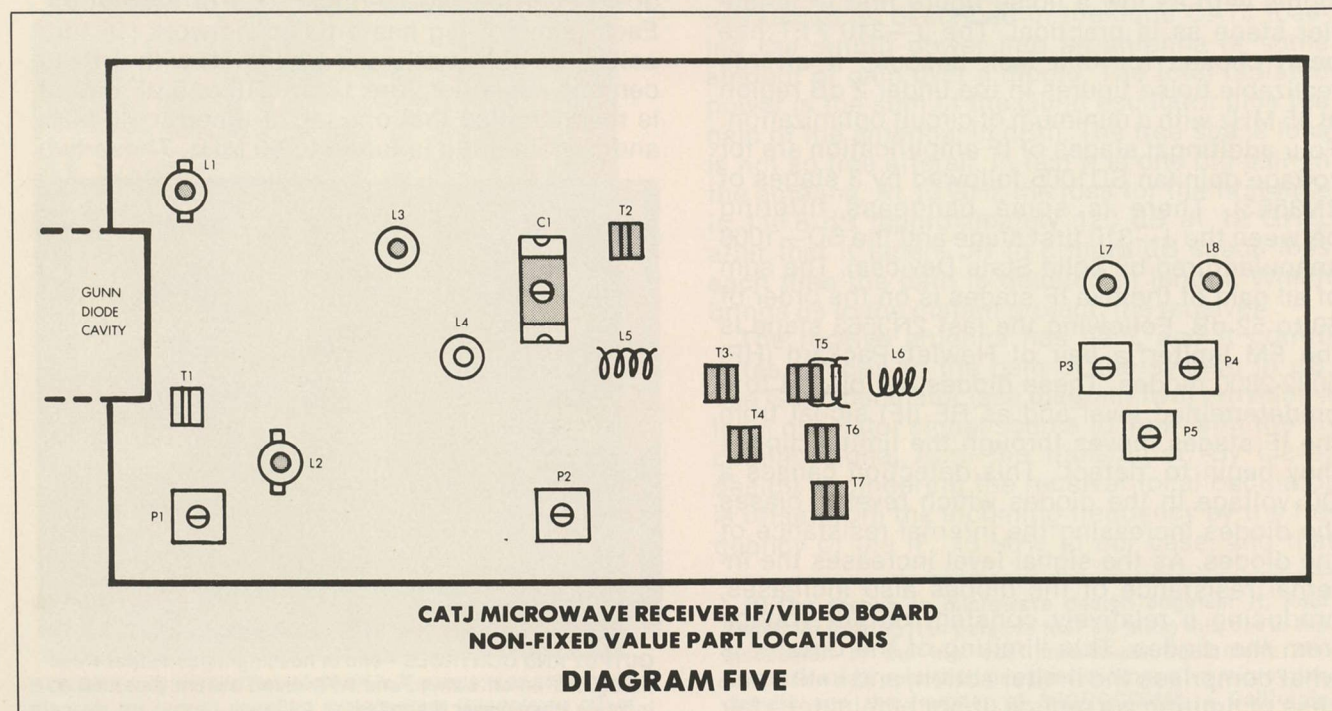 L1
L3
C1
T2
L7
L8
GUNN
DIODE
CAVITY
L4
L5
T3
T5
L6
P3
P4
T1
T4
T6
P5
L2
P2
T7
P1
CATJ MICROWAVE RECEIVER IF/VIDEO BOARD
NON-FIXED VALUE PART LOCATIONS
DIAGRAM FIVE